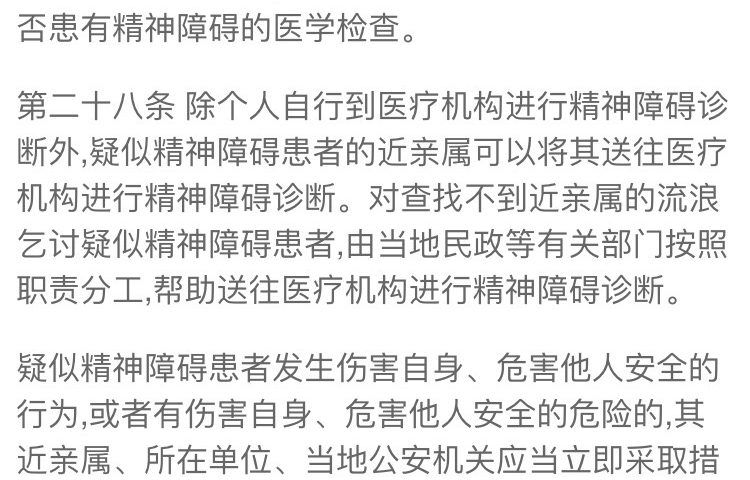 否患有精神障碍的医学检查。
第二十八条 除个人自行到医疗机构进行精神障碍诊
断外,疑似精神障碍患者的近亲属可以将其送往医疗
机构进行精神障碍诊断。对查找不到近亲属的流浪
乞讨疑似精神障碍患者,由当地民政等有关部门按照
职责分工,帮助送往医疗机构进行精神障碍诊断。
疑似精神障碍患者发生伤害自身、危害他人安全的
行为,或者有伤害自身、危害他人安全的危险的,其
近亲属、所在单位、当地公安机关应当立即采取措